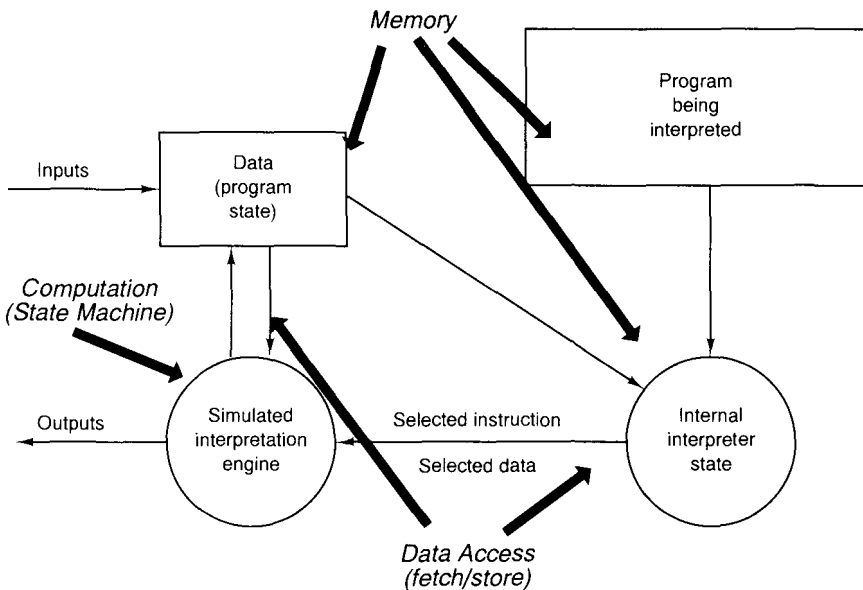 Memory
Program
being
interpreted
Inputs
Data
(program
state)
Computation
(State Machine)
Outputs
Simulated
interpretation
engine
Selected instruction
Selected data
Internal
interpreter
state
Data Access
(fetch/store)